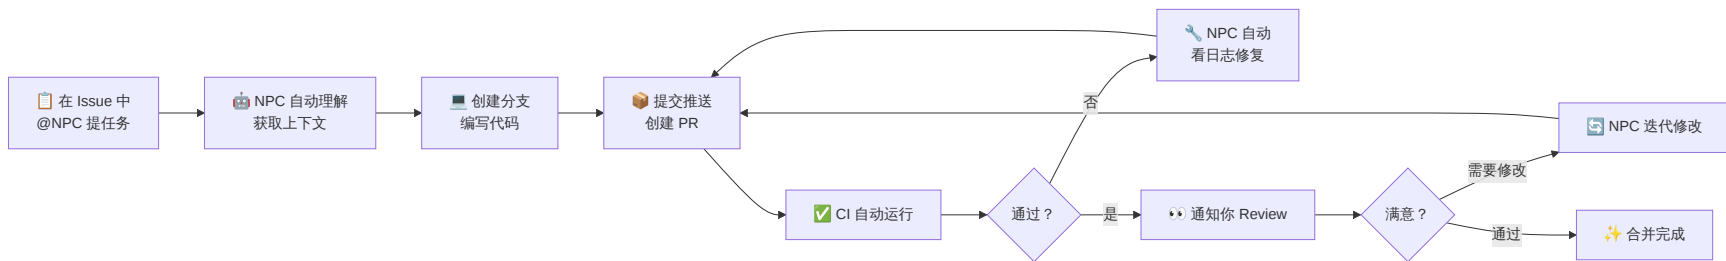 📋 在 Issue 中
@NPC 提任务
🤖 NPC 自动理解
获取上下文
💻 创建分支
编写代码
📦 提交推送
创建 PR
✅ CI 自动运行
通过？
否
🔧 NPC 自动
看日志修复
是
👀 通知你 Review
满意？
需要修改
🔄 NPC 迭代修改
通过
✨ 合并完成